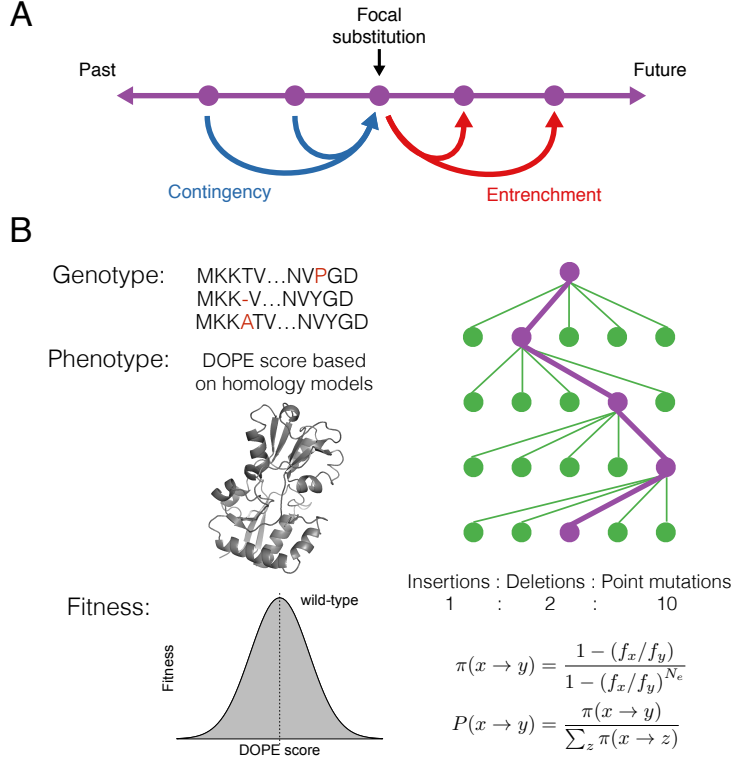 A
Focal
substitution
Past
Future
Contingency
Entrenchment
B
Genotype:
MKKTV...NVPGD
MKK-V...NVYGD
MKKATV...NVYGD
Phenotype:
DOPE score based
on homology models
Insertions : Deletions : Point mutations
1 : 2 : 10
Fitness:
wild-type
Fitness
DOPE score
π(x → y) = 1 − (f_x/f_y) / 1 − (f_x/f_y)^{N_e}
P(x → y) = π(x → y) / ∑_z π(x → z)